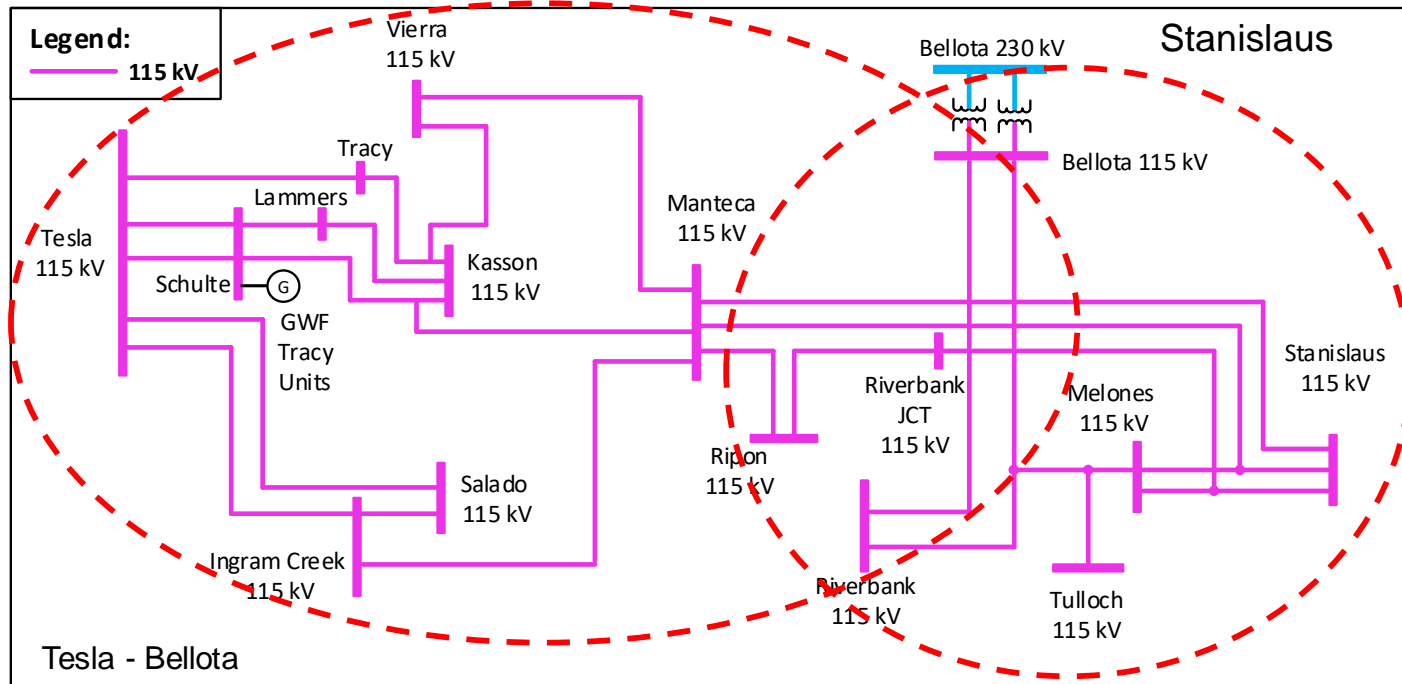 Legend:
115 kV
Vierra
115 kV
Bellota 230 kV
Stanislaus
Tracy
Bellota 115 kV
Lammers
Manteca
115 kV
Tesla
115 kV
Kasson
115 kV
Schulte
G
GWF
Tracy
Units
Stanislaus
115 kV
Riverbank
JCT
115 kV
Melones
115 kV
Ripon
115 kV
Salado
115 kV
Ingram Creek
115 kV
Riverbank
115 kV
Tulloch
115 kV
Tesla - Bellota